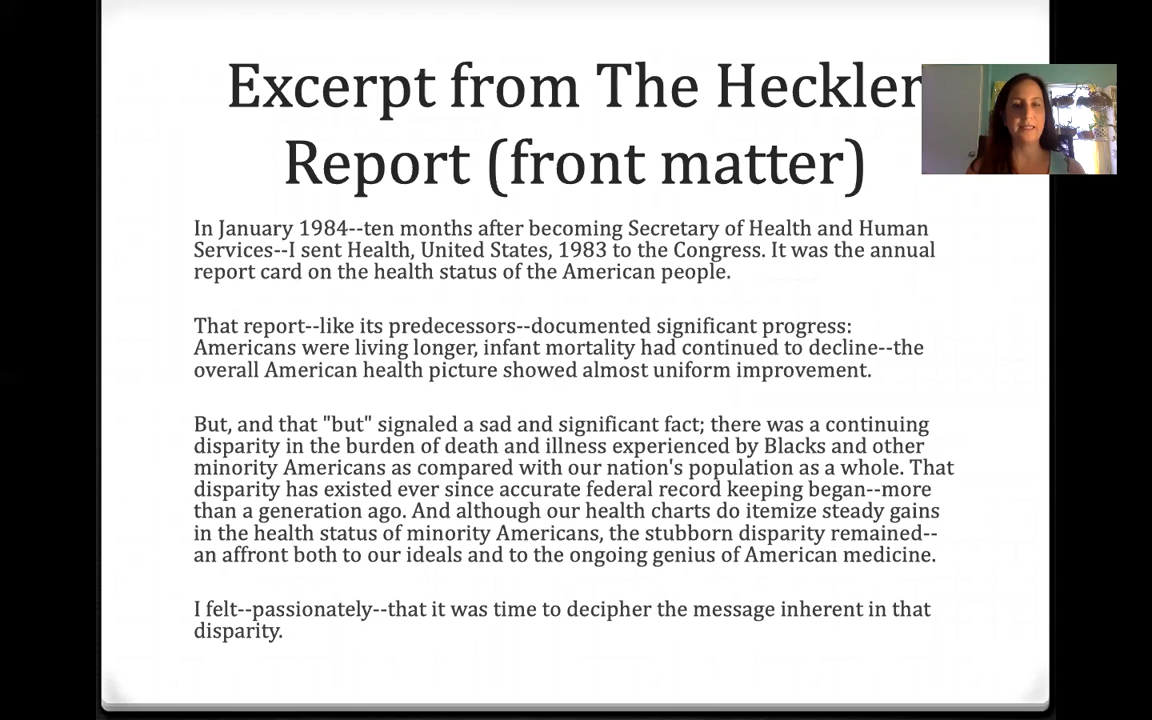 Excerpt from The Heckler
Report (front matter)
In January 1984--ten months after becoming Secretary of Health and Human
Services--I sent Health, United States, 1983 to the Congress. It was the annual
report card on the health status of the American people.
That report--like its predecessors--documented significant progress:
Americans were living longer, infant mortality had continued to decline--the
overall American health picture showed almost uniform improvement.
But, and that "but" signaled a sad and significant fact; there was a continuing
disparity in the burden of death and illness experienced by Blacks and other
minority Americans as compared with our nation's population as a whole. That
disparity has existed ever since accurate federal record keeping began--more
than a generation ago. And although our health charts do itemize steady gains
in the health status of minority Americans, the stubborn disparity remained--
an affront both to our ideals and to the ongoing genius of American medicine.
I felt--passionately--that it was time to decipher the message inherent in that
disparity.